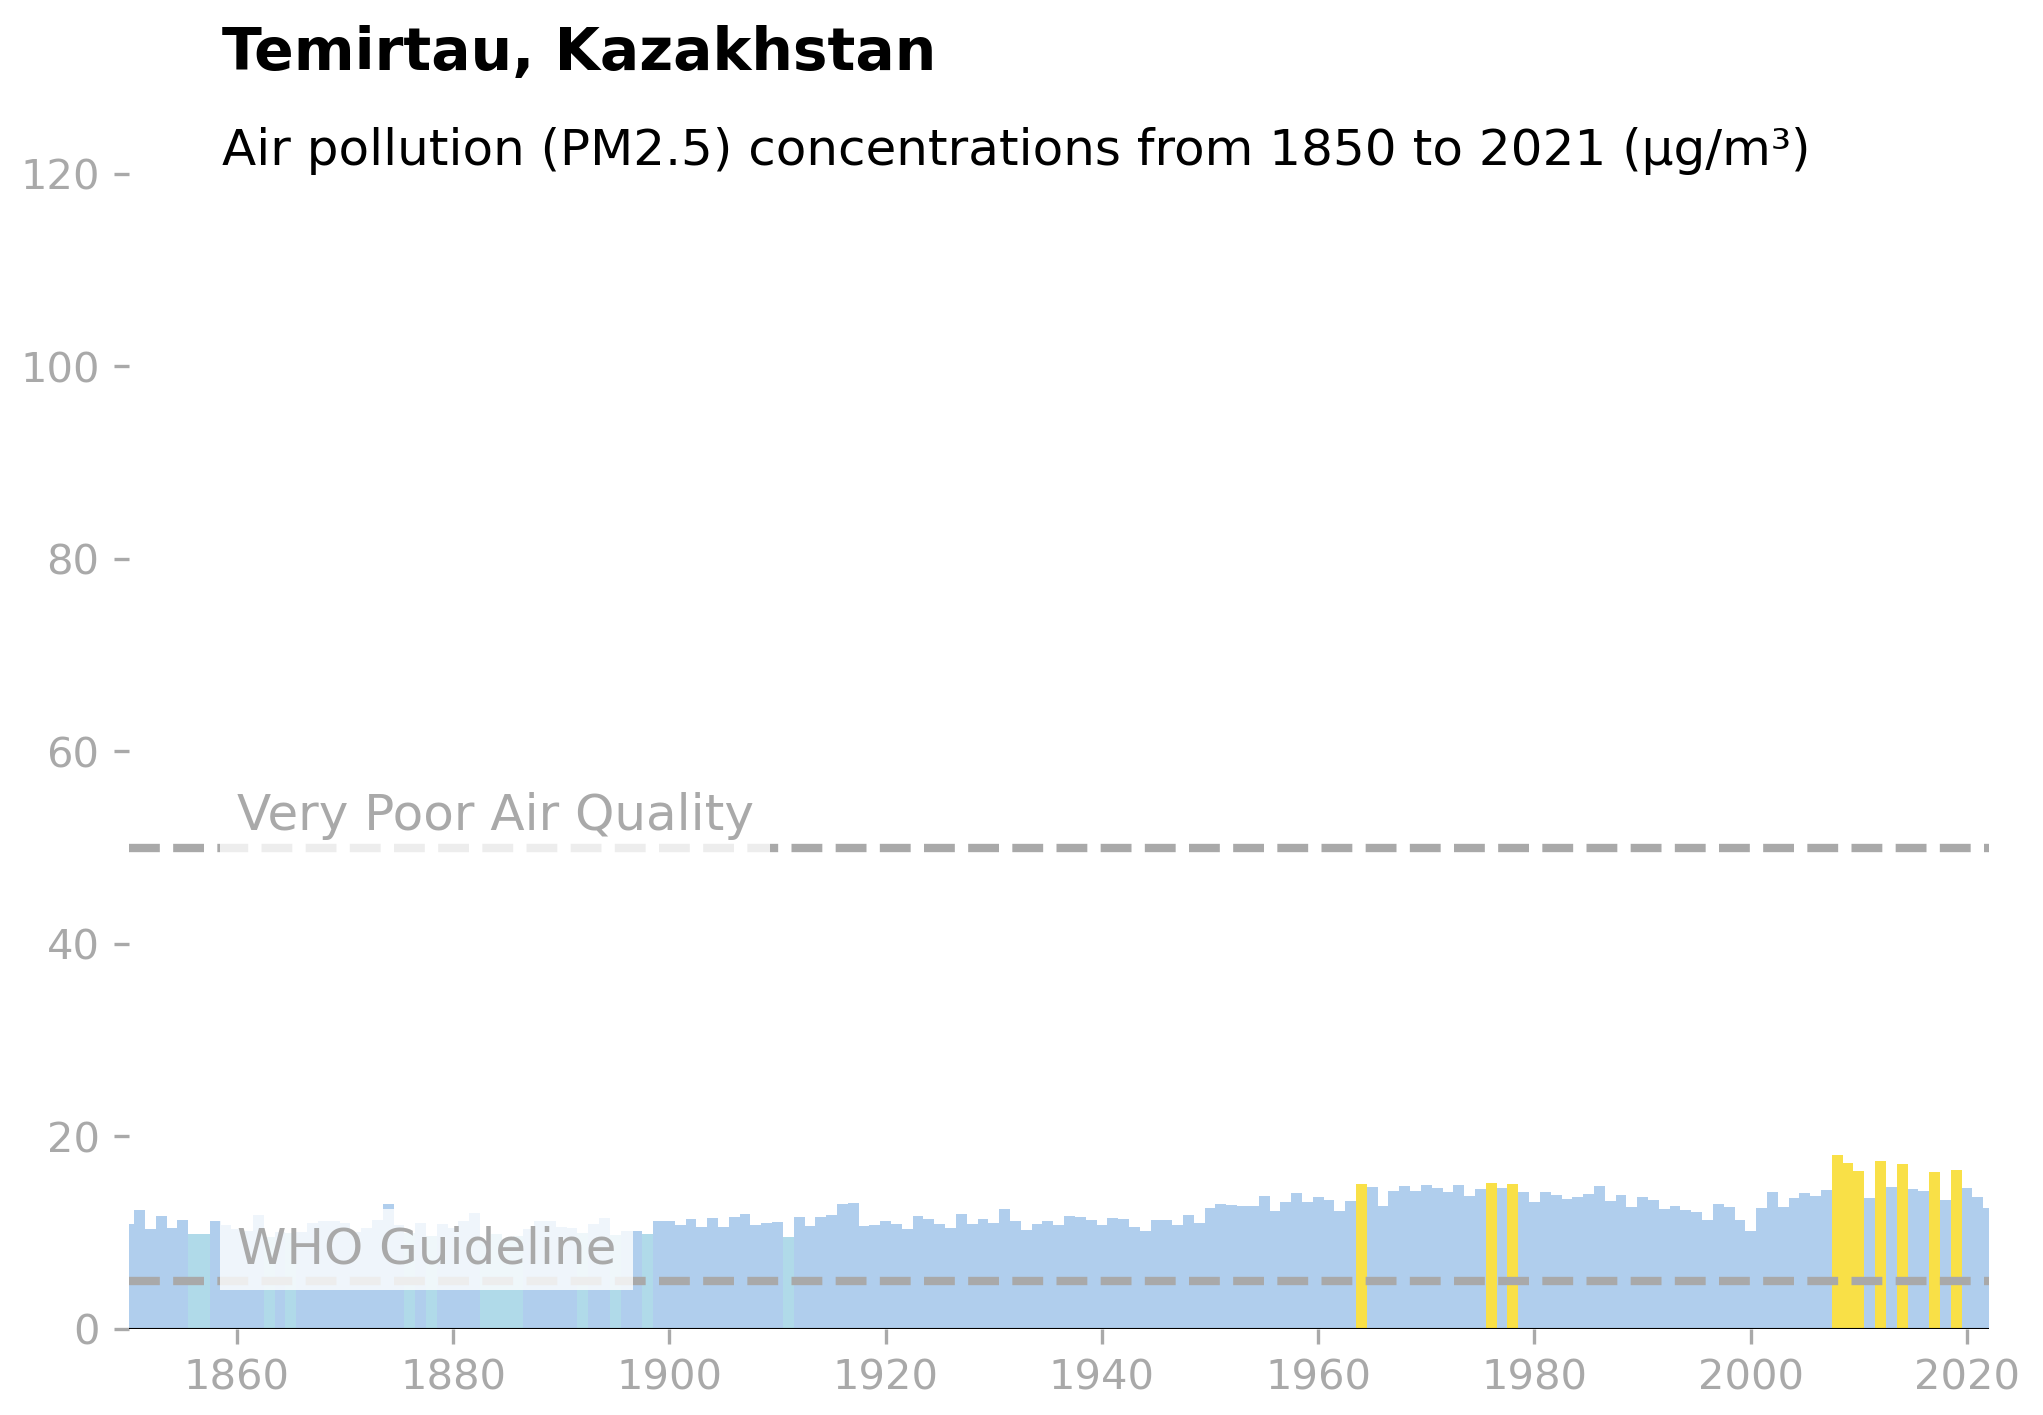 Temirtau, Kazakhstan
Air pollution (PM2.5) concentrations from 1850 to 2021 (µg/m³)
120
100
80
60
Very Poor Air Quality
40
20
WHO Guideline
0
1860 1880 1900 1920 1940 1960 1980 2000 2020